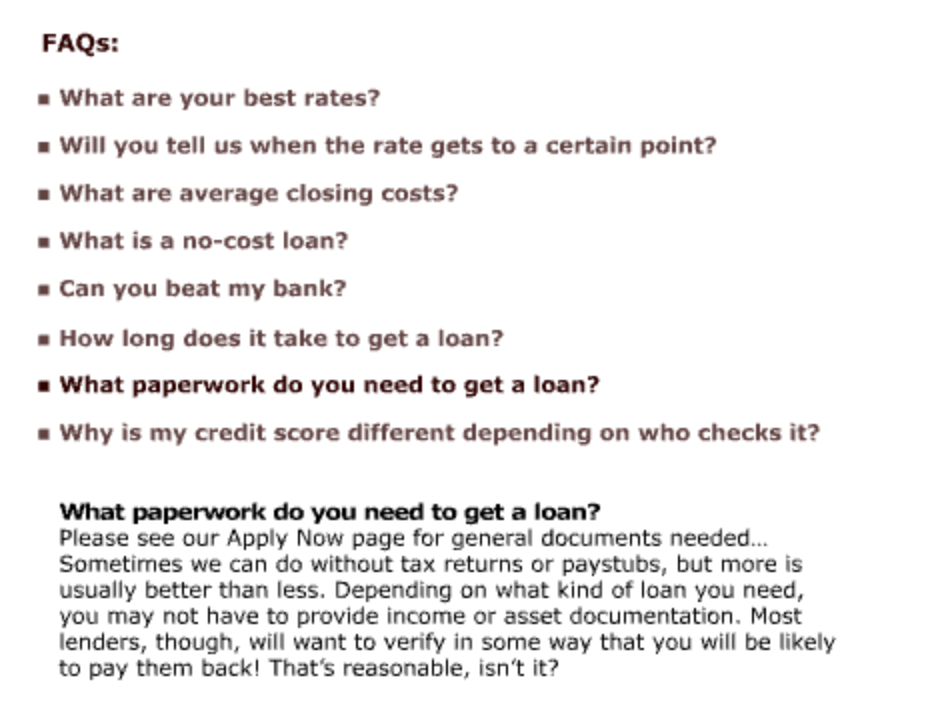 FAQs:
▪ What are your best rates?
▪ Will you tell us when the rate gets to a certain point?
▪ What are average closing costs?
▪ What is a no-cost loan?
▪ Can you beat my bank?
▪ How long does it take to get a loan?
▪ What paperwork do you need to get a loan?
▪ Why is my credit score different depending on who checks it?
What paperwork do you need to get a loan?
Please see our Apply Now page for general documents needed...
Sometimes we can do without tax returns or paystubs, but more is
usually better than less. Depending on what kind of loan you need,
you may not have to provide income or asset documentation. Most
lenders, though, will want to verify in some way that you will be likely
to pay them back! That’s reasonable, isn’t it?